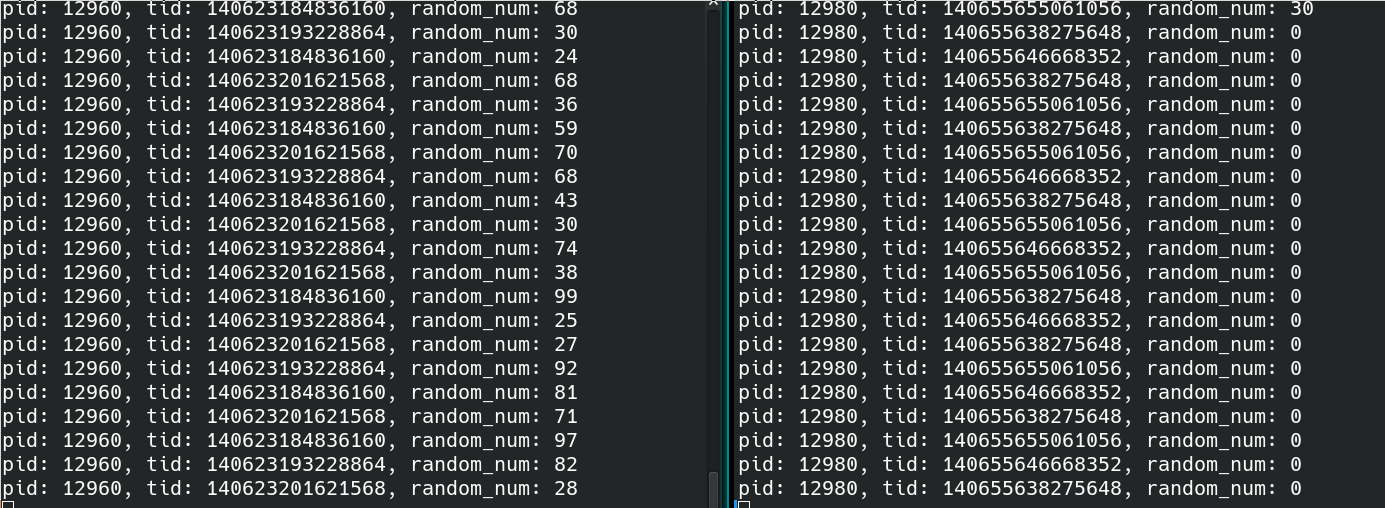 pid: 12960, tid: 140623184836160, random_num: 68
pid: 12960, tid: 140623193228864, random_num: 30
pid: 12960, tid: 140623184836160, random_num: 24
pid: 12960, tid: 140623201621568, random_num: 68
pid: 12960, tid: 140623193228864, random_num: 36
pid: 12960, tid: 140623184836160, random_num: 59
pid: 12960, tid: 140623201621568, random_num: 70
pid: 12960, tid: 140623193228864, random_num: 68
pid: 12960, tid: 140623184836160, random_num: 43
pid: 12960, tid: 140623201621568, random_num: 30
pid: 12960, tid: 140623193228864, random_num: 74
pid: 12960, tid: 140623201621568, random_num: 38
pid: 12960, tid: 140623184836160, random_num: 99
pid: 12960, tid: 140623193228864, random_num: 25
pid: 12960, tid: 140623201621568, random_num: 27
pid: 12960, tid: 140623193228864, random_num: 92
pid: 12960, tid: 140623184836160, random_num: 81
pid: 12960, tid: 140623201621568, random_num: 71
pid: 12960, tid: 140623184836160, random_num: 97
pid: 12960, tid: 140623193228864, random_num: 82
pid: 12960, tid: 140623201621568, random_num: 28
pid: 12980, tid: 140655655061056, random_num: 30
pid: 12980, tid: 140655638275648, random_num: 0
pid: 12980, tid: 140655646668352, random_num: 0
pid: 12980, tid: 140655638275648, random_num: 0
pid: 12980, tid: 140655655061056, random_num: 0
pid: 12980, tid: 140655638275648, random_num: 0
pid: 12980, tid: 140655655061056, random_num: 0
pid: 12980, tid: 140655646668352, random_num: 0
pid: 12980, tid: 140655638275648, random_num: 0
pid: 12980, tid: 140655655061056, random_num: 0
pid: 12980, tid: 140655646668352, random_num: 0
pid: 12980, tid: 140655655061056, random_num: 0
pid: 12980, tid: 140655638275648, random_num: 0
pid: 12980, tid: 140655646668352, random_num: 0
pid: 12980, tid: 140655638275648, random_num: 0
pid: 12980, tid: 140655655061056, random_num: 0
pid: 12980, tid: 140655646668352, random_num: 0
pid: 12980, tid: 140655638275648, random_num: 0
pid: 12980, tid: 140655655061056, random_num: 0
pid: 12980, tid: 140655646668352, random_num: 0
pid: 12980, tid: 140655638275648, random_num: 0